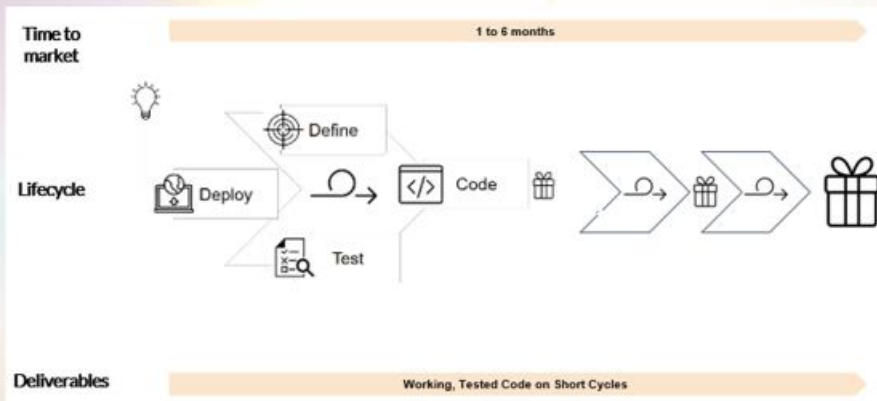 Time to
market
1 to 6 months
Define
Lifecycle
Deploy
</> Code
Test
Deliverables
Working, Tested Code on Short Cycles